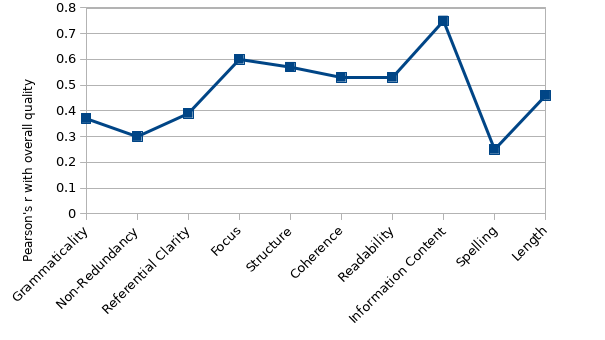 0.8
0.7
0.6
0.5
0.4
0.3
0.2
0.1
0
Pearson's r with overall quality
Grammaticality
Non-Redundancy
Referential Clarity
Focus
Structure
Coherence
Readability
Information Content
Spelling
Length